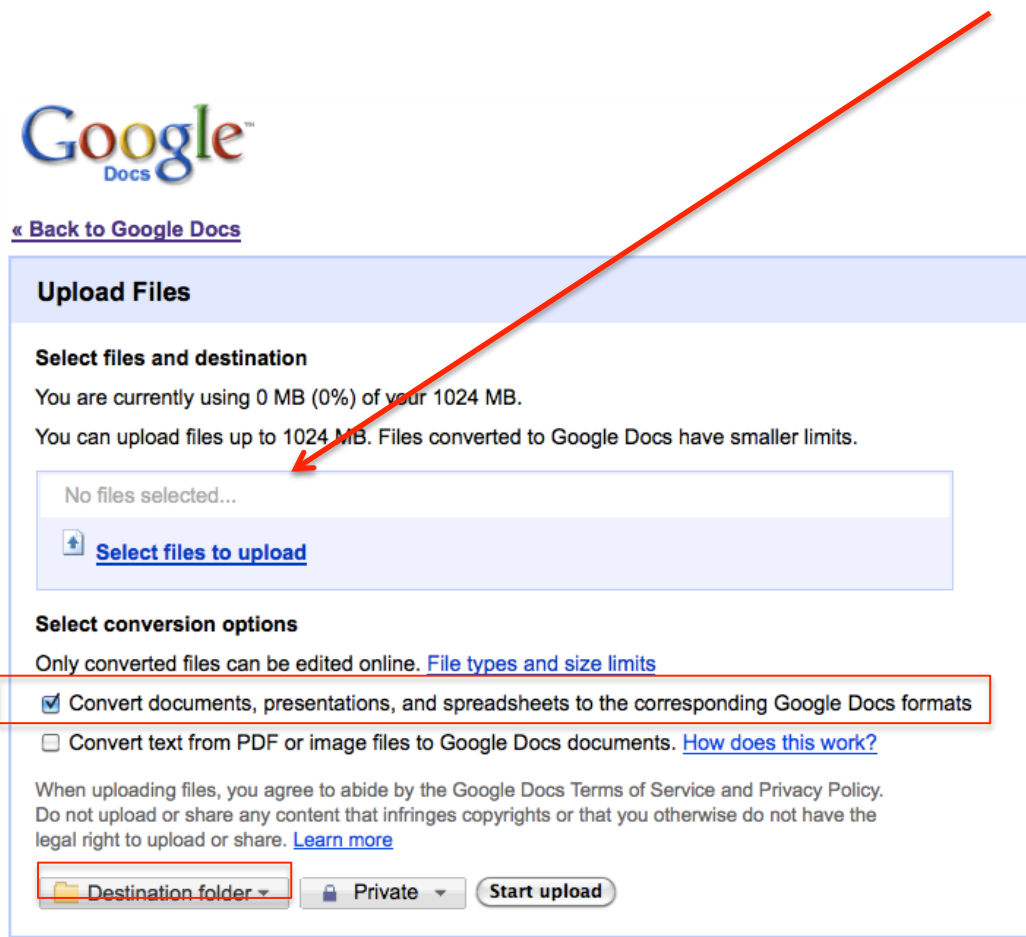 Google™
Docs
« Back to Google Docs
Upload Files
Select files and destination
You are currently using 0 MB (0%) of your 1024 MB.
You can upload files up to 1024 MB. Files converted to Google Docs have smaller limits.
No files selected...
Select files to upload
Select conversion options
Only converted files can be edited online. File types and size limits
Convert documents, presentations, and spreadsheets to the corresponding Google Docs formats
Convert text from PDF or image files to Google Docs documents. How does this work?
When uploading files, you agree to abide by the Google Docs Terms of Service and Privacy Policy.
Do not upload or share any content that infringes copyrights or that you otherwise do not have the
legal right to upload or share. Learn more
Destination folder Private Start upload